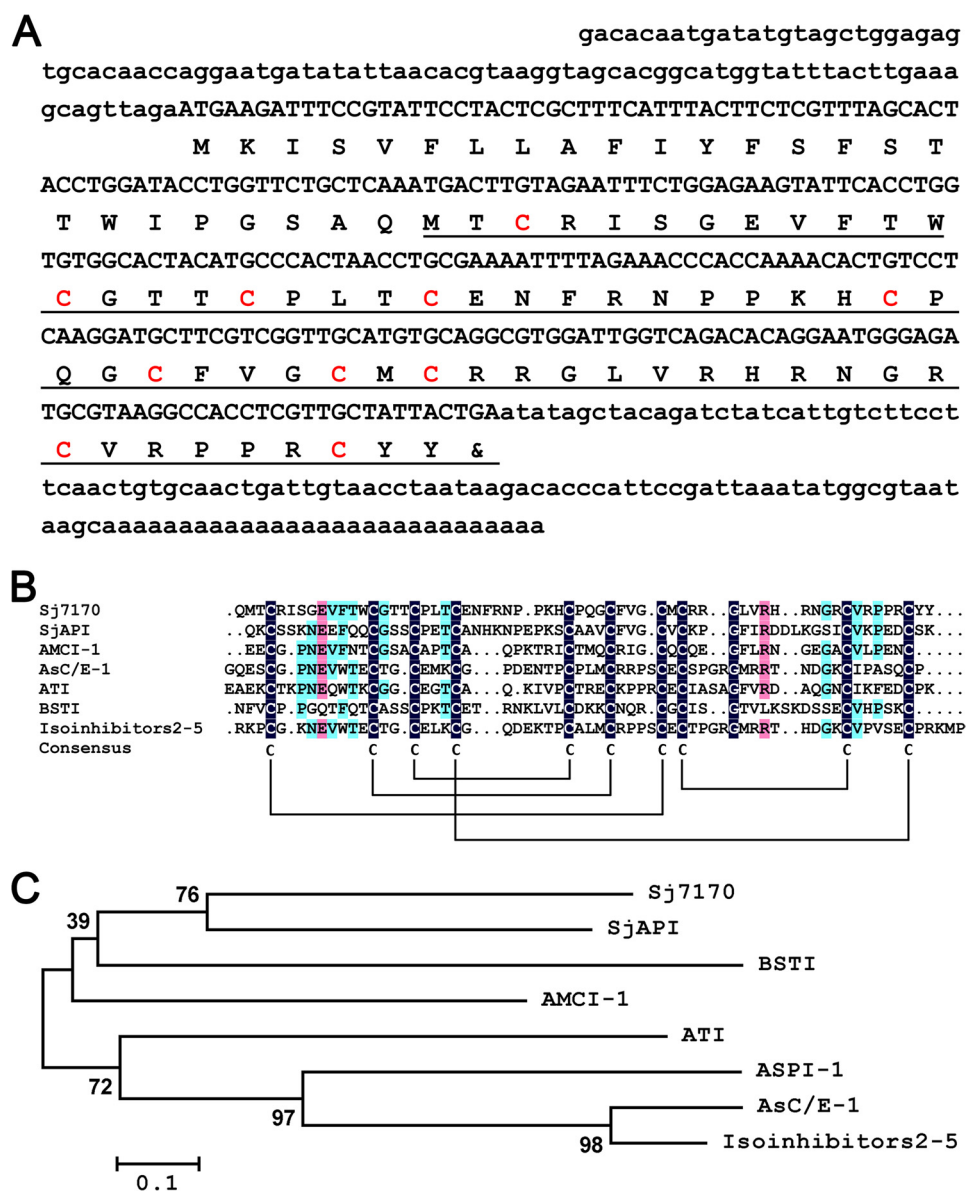 A
gacacaatgatatgtagctggagag
tgcacaaccaggaatgatatattaacacgtaaggtagcacggcatggtatttacttgaaa
gcagttagaATGAAGATTTCCGTATTCCTACTCGCTTTCATTTACTTCTCGTTTAGCACT
M K I S V F L L A F I Y F S F S T
ACCTGGATACCTGGTTCTGCTCAAATGACTTGTAGAATTTCTGGAGAAGTATTCACCTGG
T W I P G S A Q M T C R I S G E V F T W
TGTGGCACTACATGCCCACTAACCTGCGAAAATTTTAGAAACCCACCAAAACACTGTCCT
C G T T C P L T C E N F R N P P K H C P
CAAGGATGCTTCGTCGGTTGCATGTGCAGGCGTGGATTGGTCAGACACAGGAATGGGAGA
Q G C F V G C M C R R G L V R H R N G R
TGCGTAAGGCCACCTCGTTGCTATTACTGAatatagctacagatctatcattgtcttcct
C V R P P R C Y Y &
tcaactgtgcaactgattgtaacctaataagacacccattccgattaaatatggcgtaat
aagcaaaaaaaaaaaaaaaaaaaaaaaaaaaaa
B
Sj7170 .QMTCRISGEVFTWCGTTCPLTCENFRNP.PKHCPQGCFVG.CMCRR..GLVRH..RNGRCVRPPRCYY...
SjAPI ..QKCSSKNEEFQQCGSSCPETCANHKNPEPKSCAAVCFVG.CVCKP..GFIRDDLKGSICVKPEDCSK...
AMCI-1 ..EECG.PNEVFNTCGSACAPTCA...QPKTRICTMQCRIG.CQCQE..GFLRN..GEGACVLPENC.....
AsC/E-1 GQESCG.PNEVWTECTG.CEMKCG...PDENTPCPLMCRRPSCECSPGRGMRRT..NDGKCIPASQCP....
ATI EAEKCTKPNEQWTKCGG.CEGTCA...QKIVPCTRECKPPRCECIASAGFVRD..AQGNCIKFEDCPK...
BSTI NFVCP.PGQTFQTCASSCPKTCET..RNKLVLCDKKCNQR.CGCIS..GTVLKSKDSSECVHPSKC.....
Isoinhibitors2-5 .RKPCG.KNEVWTECTG.CELKCG...QDEKTPCALMCRPPSCECTPGRGMRRT..HDGKCVPVSECPRKMP
Consensus C C C C C C C C C C
C
76
Sj7170
39
SjAPI
BSTI
AMCI-1
ATI
72
ASPI-1
97
AsC/E-1
98
Isoinhibitors2-5
0.1